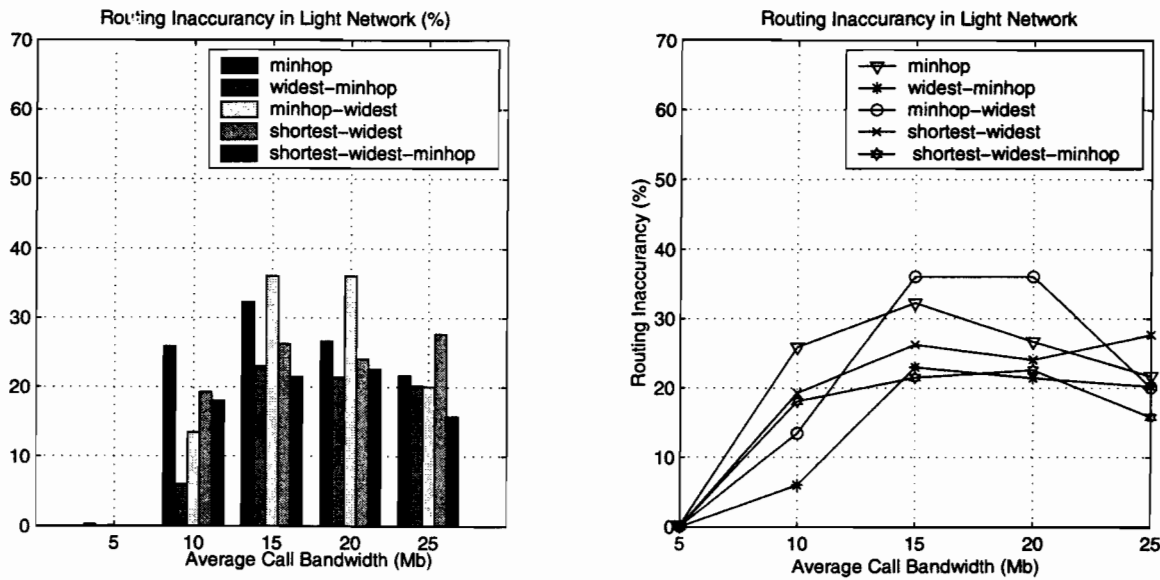 Routing Inaccurancy in Light Network (%)
70
60
50
40
30
20
10
0
minhop
widest-minhop
minhop-widest
shortest-widest
shortest-widest-minhop
5
10
15
20
25
Average Call Bandwidth (Mb)
Routing Inaccurancy in Light Network
Routing Inaccurancy (%)
70
60
50
40
30
20
10
0
minhop
widest-minhop
minhop-widest
shortest-widest
shortest-widest-minhop
5
10
15
20
25
Average Call Bandwidth (Mb)